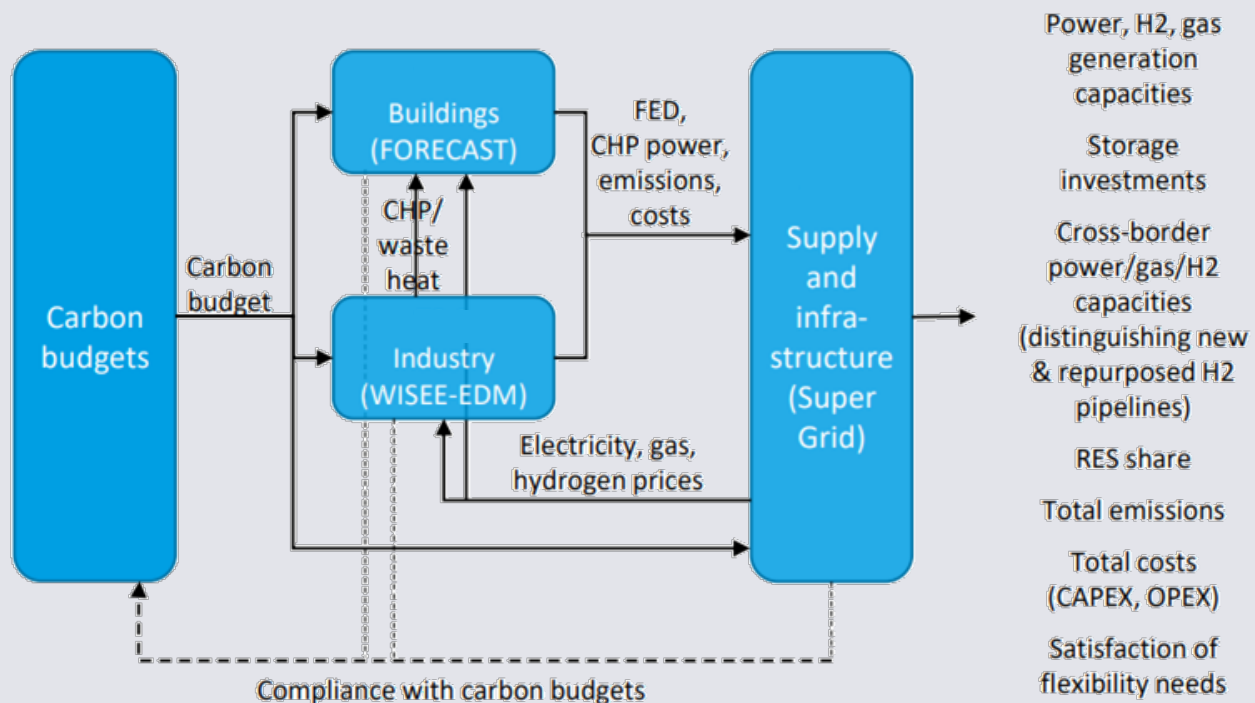 Carbon
budgets
Carbon
budget
Buildings
(FORECAST)
CHP/
waste
heat
Industry
(WISEE-EDM)
FED,
CHP power,
emissions,
costs
Electricity, gas,
hydrogen prices
Supply
and
infra-
structure
(Super
Grid)
Compliance with carbon budgets
Power, H2, gas
generation
capacities
Storage
investments
Cross-border
power/gas/H2
capacities
(distinguishing new
& repurposed H2
pipelines)
RES share
Total emissions
Total costs
(CAPEX, OPEX)
Satisfaction of
flexibility needs